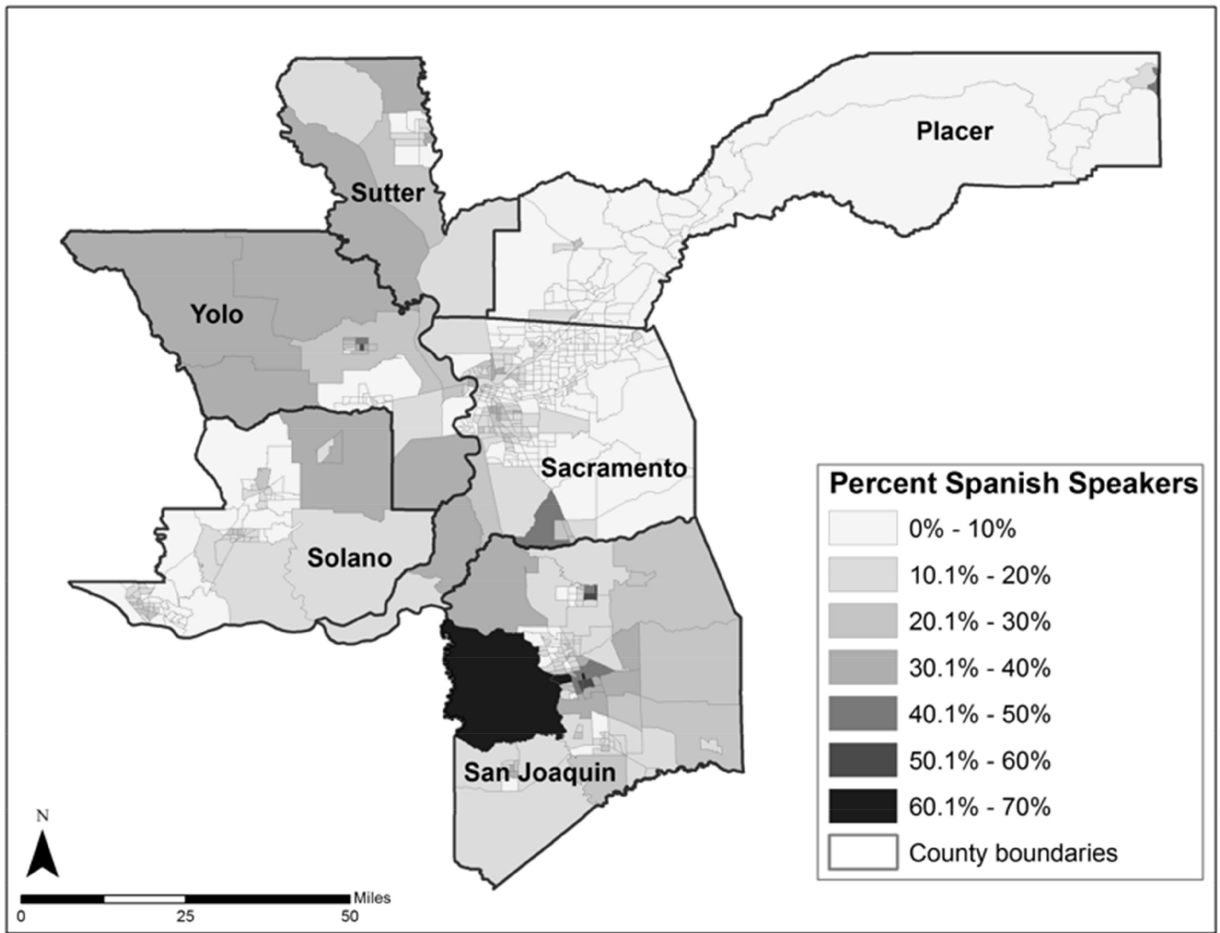 Placer
Sutter
Yolo
Sacramento
Solano
San Joaquin
Percent Spanish Speakers
0% - 10%
10.1% - 20%
20.1% - 30%
30.1% - 40%
40.1% - 50%
50.1% - 60%
60.1% - 70%
County boundaries
N
Miles
0 25 50